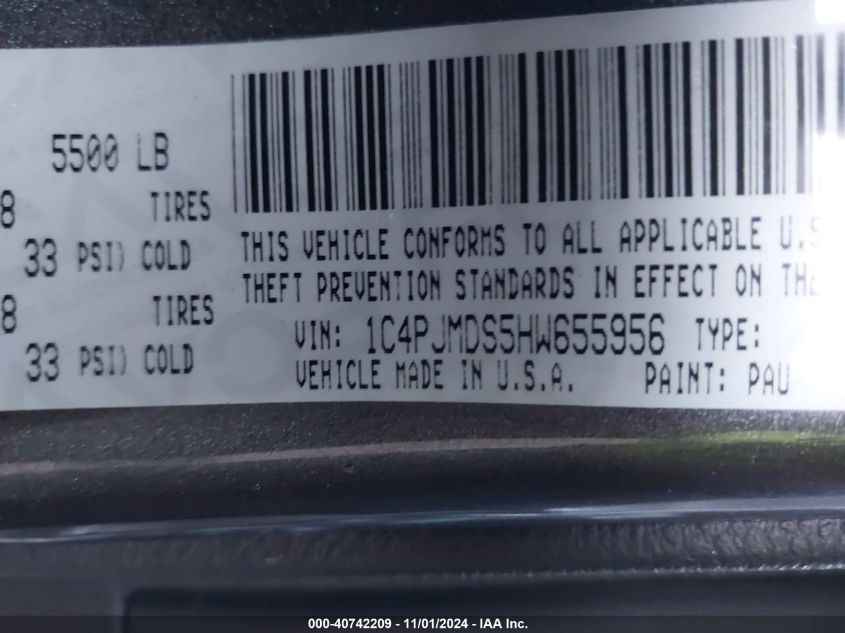 5500 LB
8 TIRES
33 PSI) COLD
8 TIRES
33 PSI) COLD
THIS VEHICLE CONFORMS TO ALL APPLICABLE U.S
THEFT PREVENTION STANDARDS IN EFFECT ON THE
VIN: 1C4PJMDS5HW655956 TYPE:
VEHICLE MADE IN U.S.A. PAINT: PAU
000-40742209 - 11/01/2024 - IAA Inc.